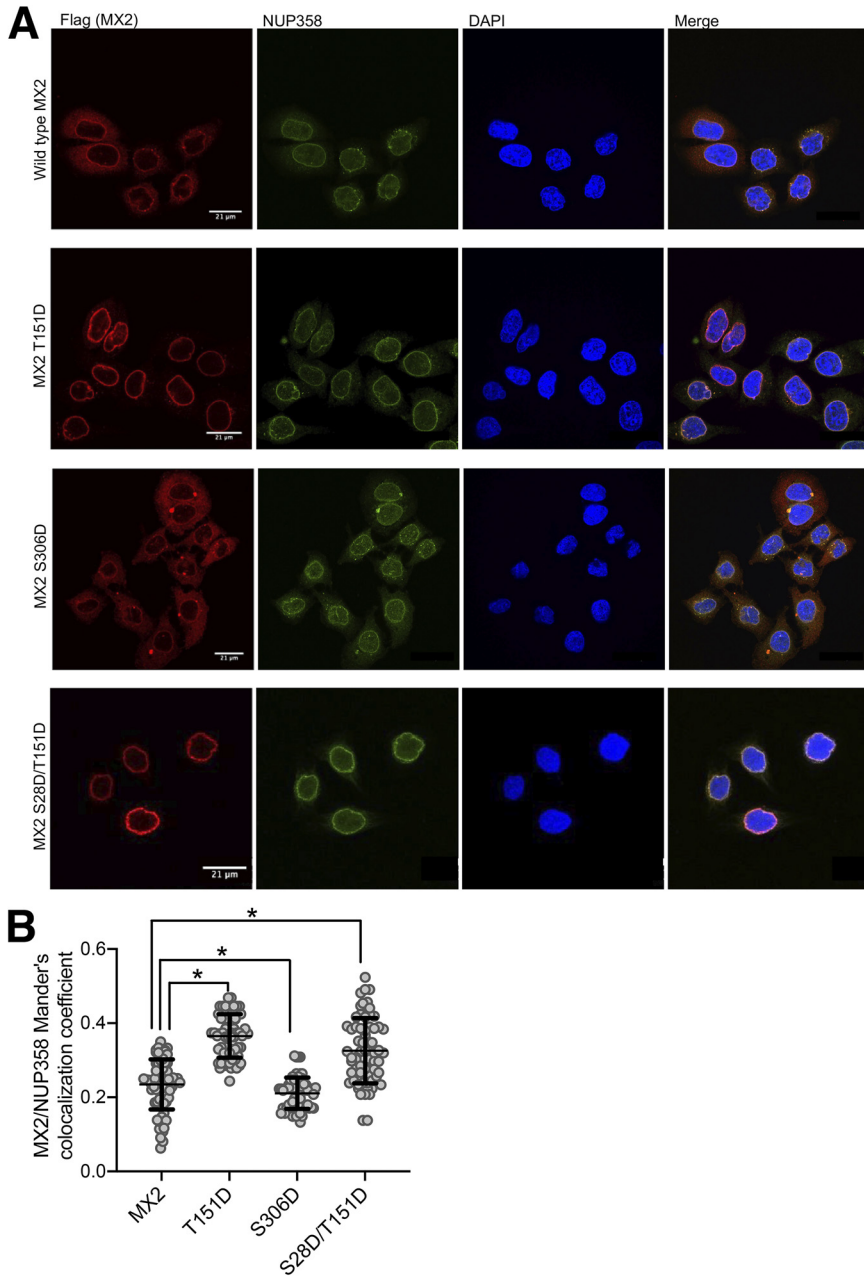 A
Flag (MX2) NUP358 DAPI Merge
Wild type MX2
21 µm
MX2 T151D
21 µm
MX2 S306D
21 µm
MX2 S28D/T151D
21 µm
B
* 
*
*
MX2/NUP358 Mander's
colocalization coefficient
0.6
0.4
0.2
0.0
MX2 T151D S306D S28D/T151D